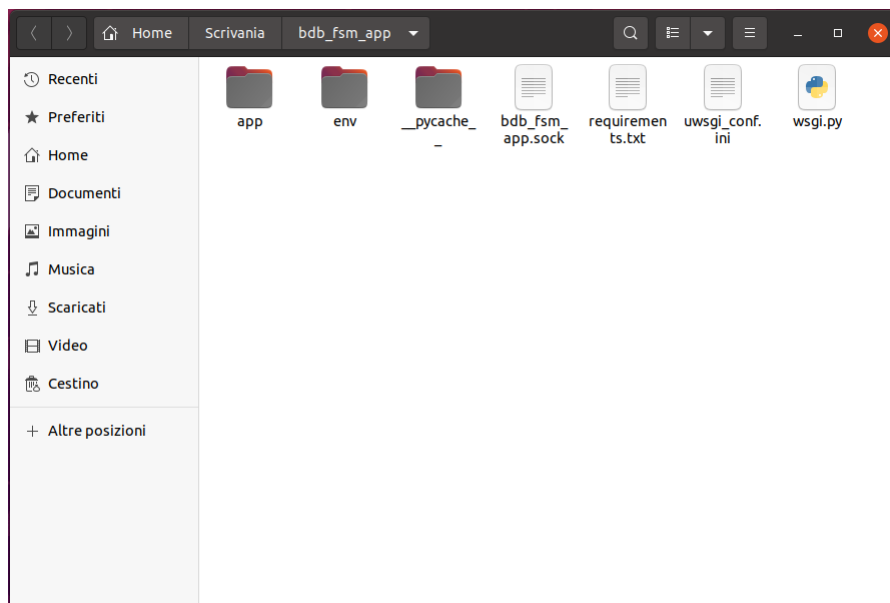 Home Scrivania bdb_fsm_app
Recenti
Preferiti
Home
Documenti
Immagini
Musica
Scaricati
Video
Cestino
Altre posizioni
app
env
__pycache_
_
bdb_fsm_
app.sock
requiremen
ts.txt
uwsgi_conf.
ini
wsgi.py